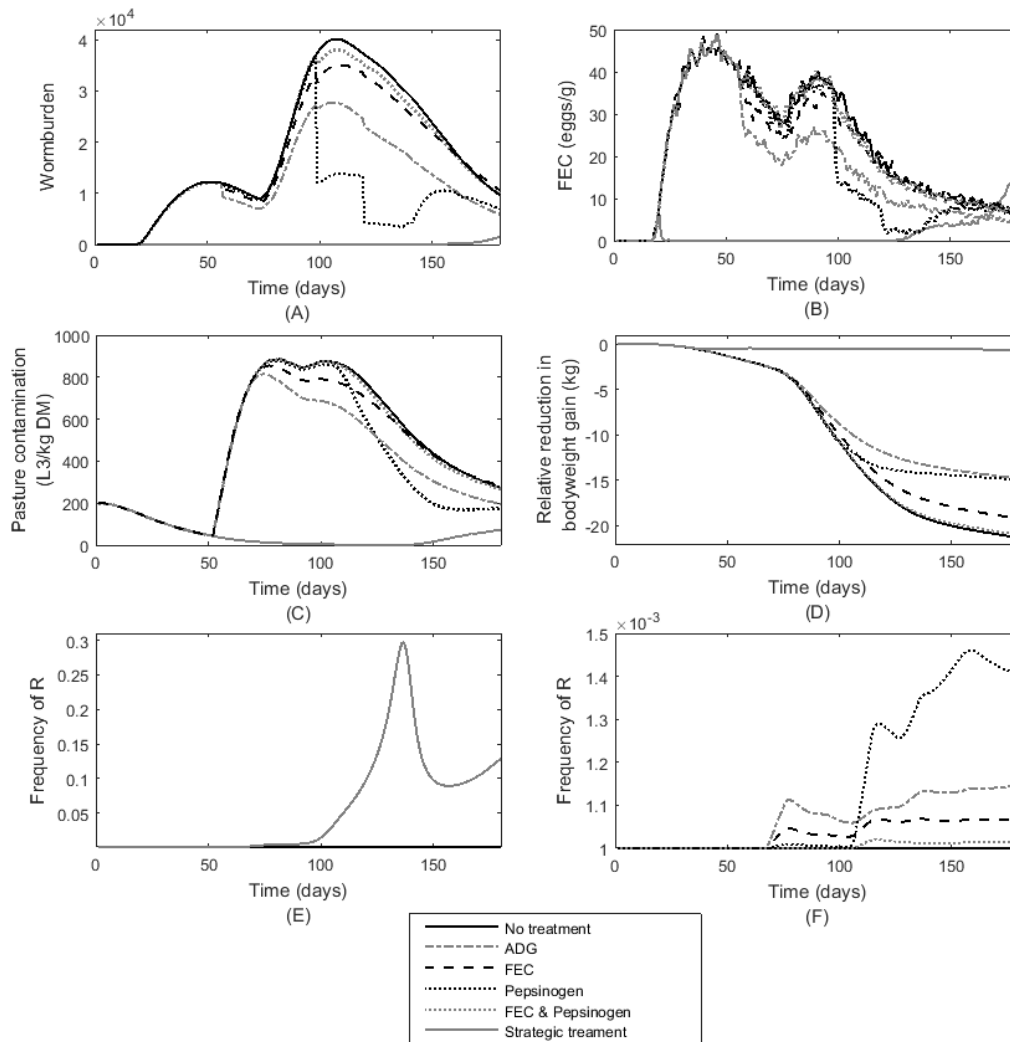 × 10⁴
4
3
2
1
0
Wormburden
0 50 100 150
Time (days)
(A)
50
40
30
20
10
0
FEC (eggs/g)
0 50 100 150
Time (days)
(B)
1000
800
600
400
200
0
Pasture contamination
(L3/kg DM)
0 50 100 150
Time (days)
(C)
0
-5
-10
-15
-20
Relative reduction in
bodyweight gain (kg)
0 50 100 150
Time (days)
(D)
0.3
0.25
0.2
0.15
0.1
0.05
Frequency of R
0 50 100 150
Time (days)
(E)
× 10⁻³
1.5
1.4
1.3
1.2
1.1
1
Frequency of R
0 50 100 150
Time (days)
(F)
No treatment
ADG
FEC
Pepsinogen
FEC & Pepsinogen
Strategic treament